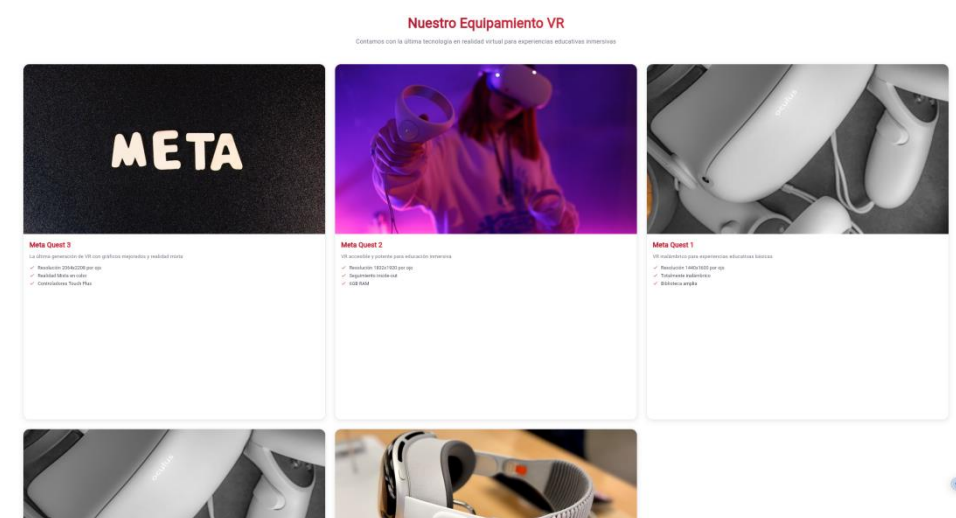 Nuestro Equipamiento VR
Contamos con la última tecnología en realidad virtual para experiencias educativas inmersivas
META
oculus
Meta Quest 3
La última generación de VR con gráficos mejorados y realidad mixta
✓ Resolución 2064x2208 por ojo
✓ Realidad Mixta en color
✓ Controladores Touch Plus
Meta Quest 2
VR accesible y potente para educación inmersiva
✓ Resolución 1832x1920 por ojo
✓ Seguimiento inside-out
✓ 6GB RAM
Meta Quest 1
VR inalámbrico para experiencias educativas básicas
✓ Resolución 1440x1600 por ojo
✓ Totalmente inalámbrico
✓ Biblioteca amplia
oculus